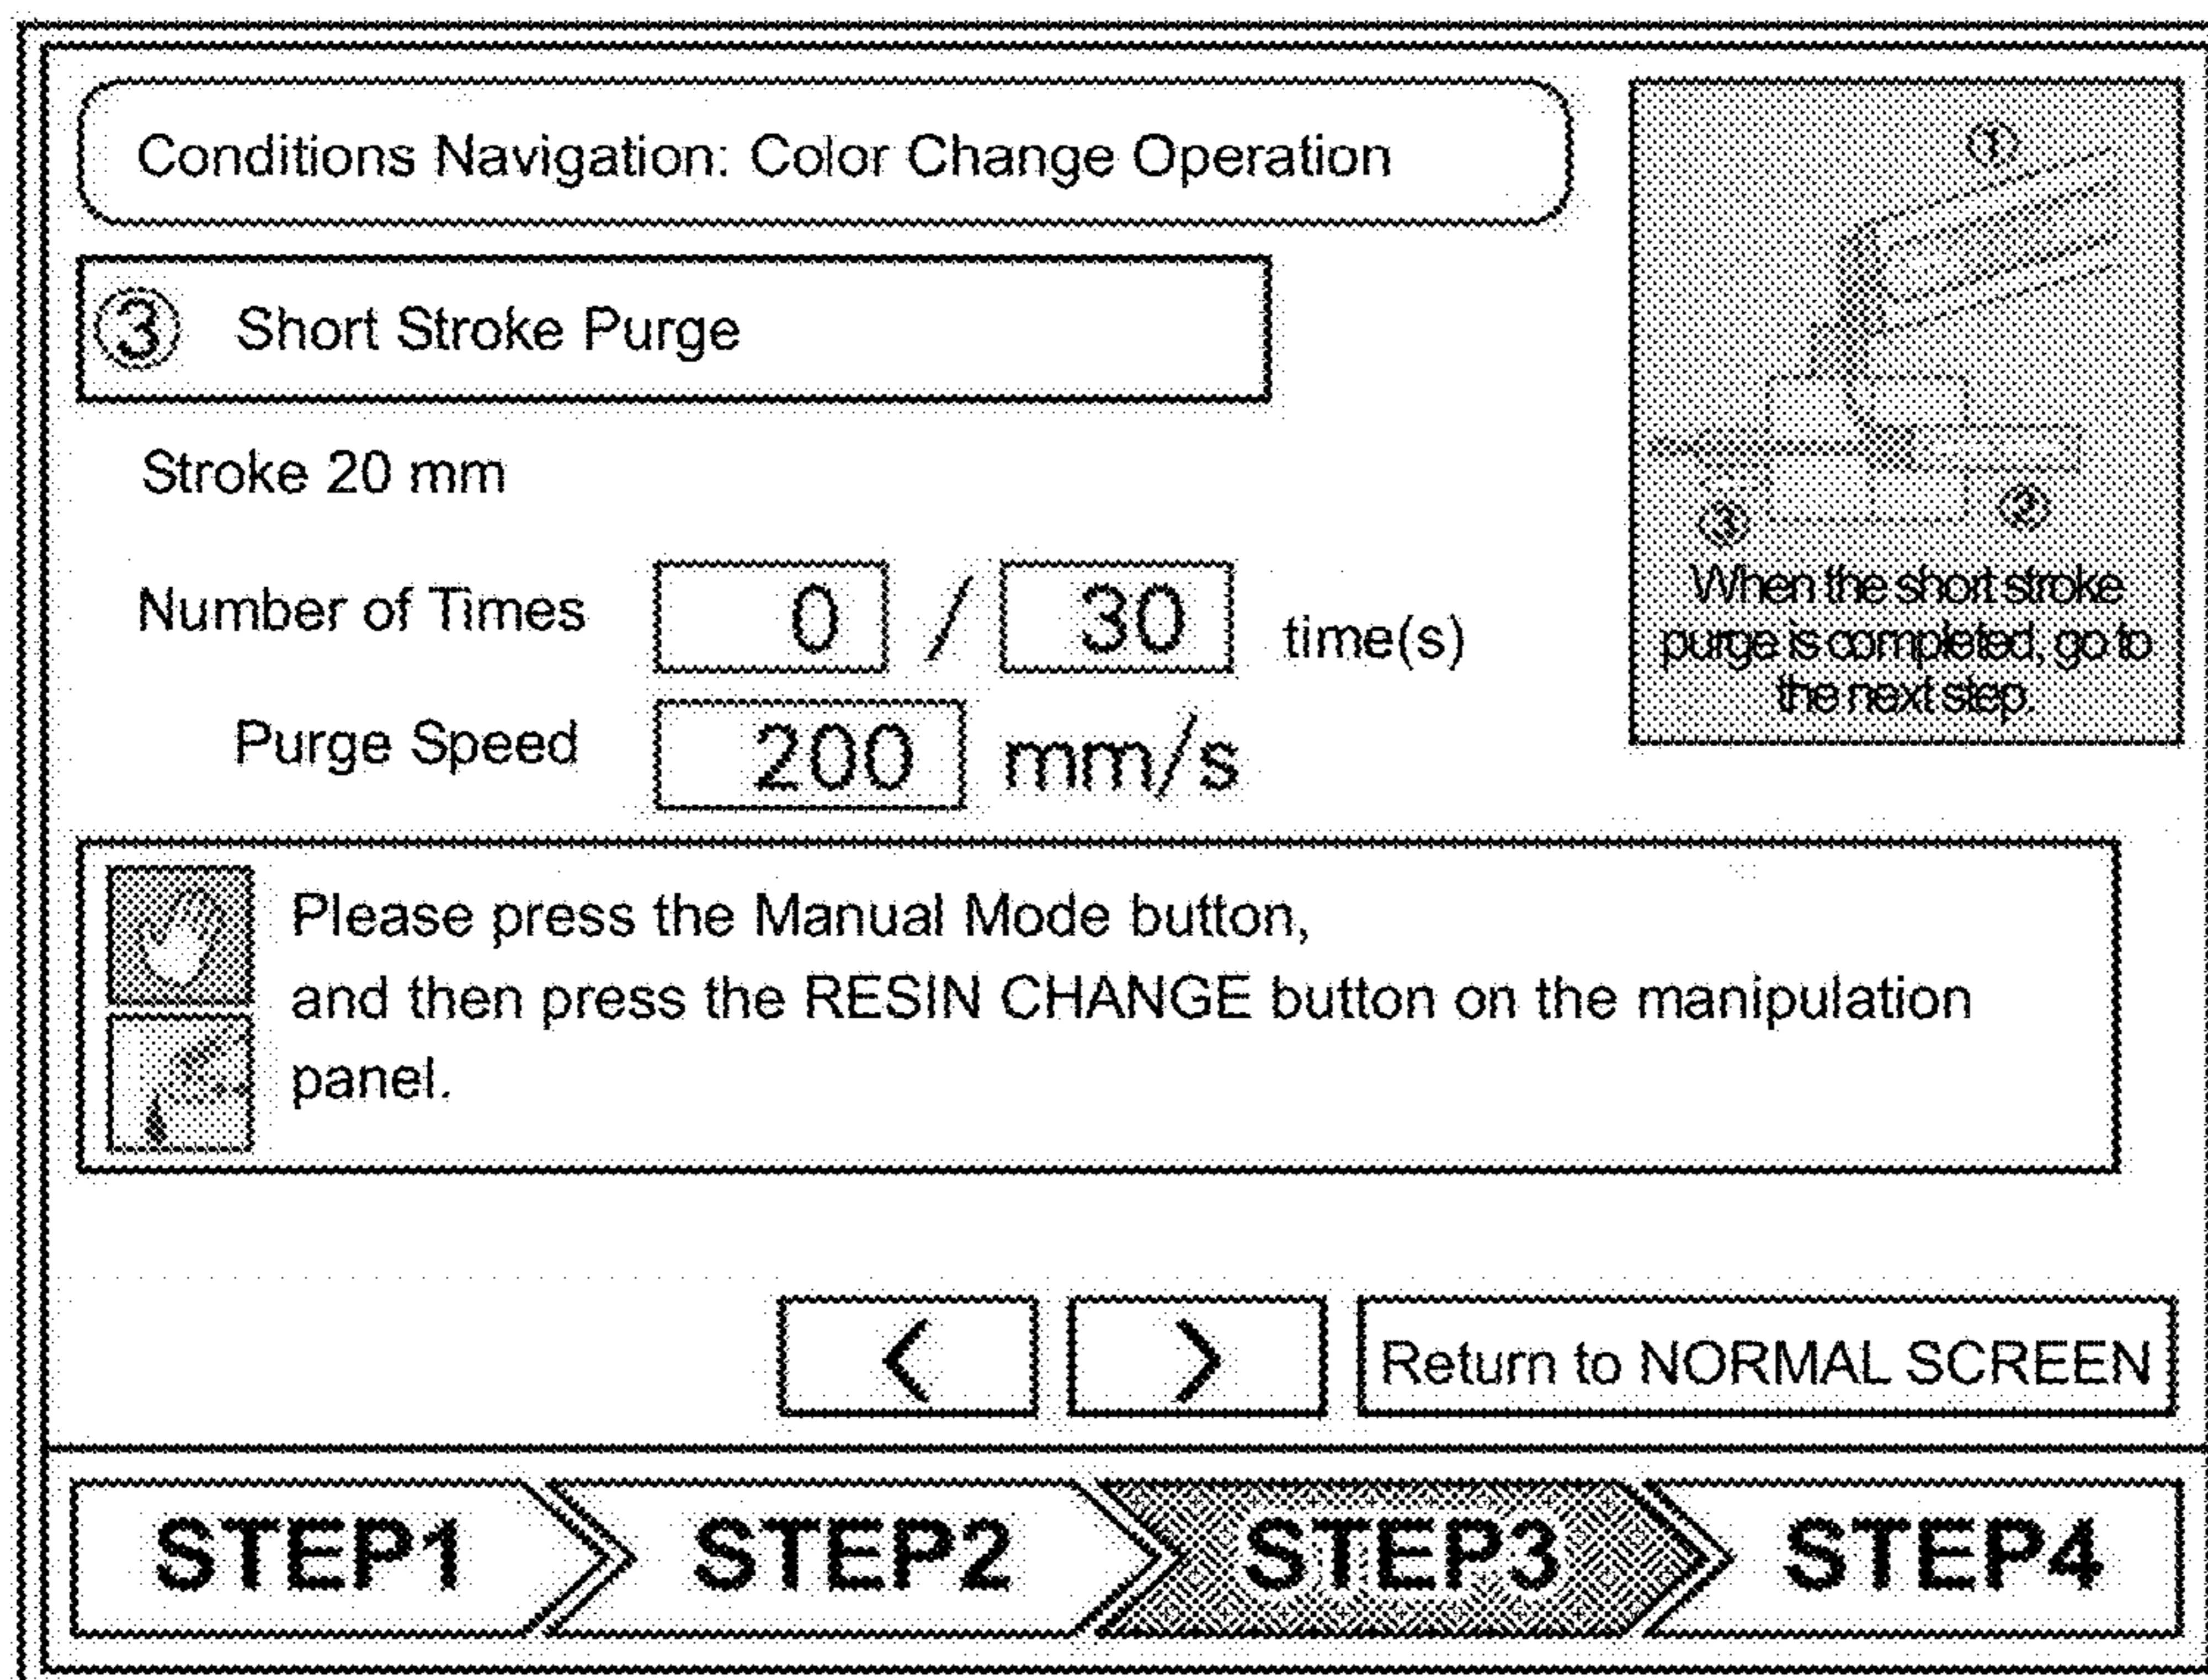 Conditions Navigation: Color Change Operation
③ Short Stroke Purge
Stroke 20 mm
Number of Times 0 / 30 time(s)
Purge Speed 200 mm/s
①
②
③
When the short stroke
purge is completed, go to
the next step.
Please press the Manual Mode button,
and then press the RESIN CHANGE button on the manipulation
panel.
< > Return to NORMAL SCREEN
STEP1 STEP2 STEP3 STEP4